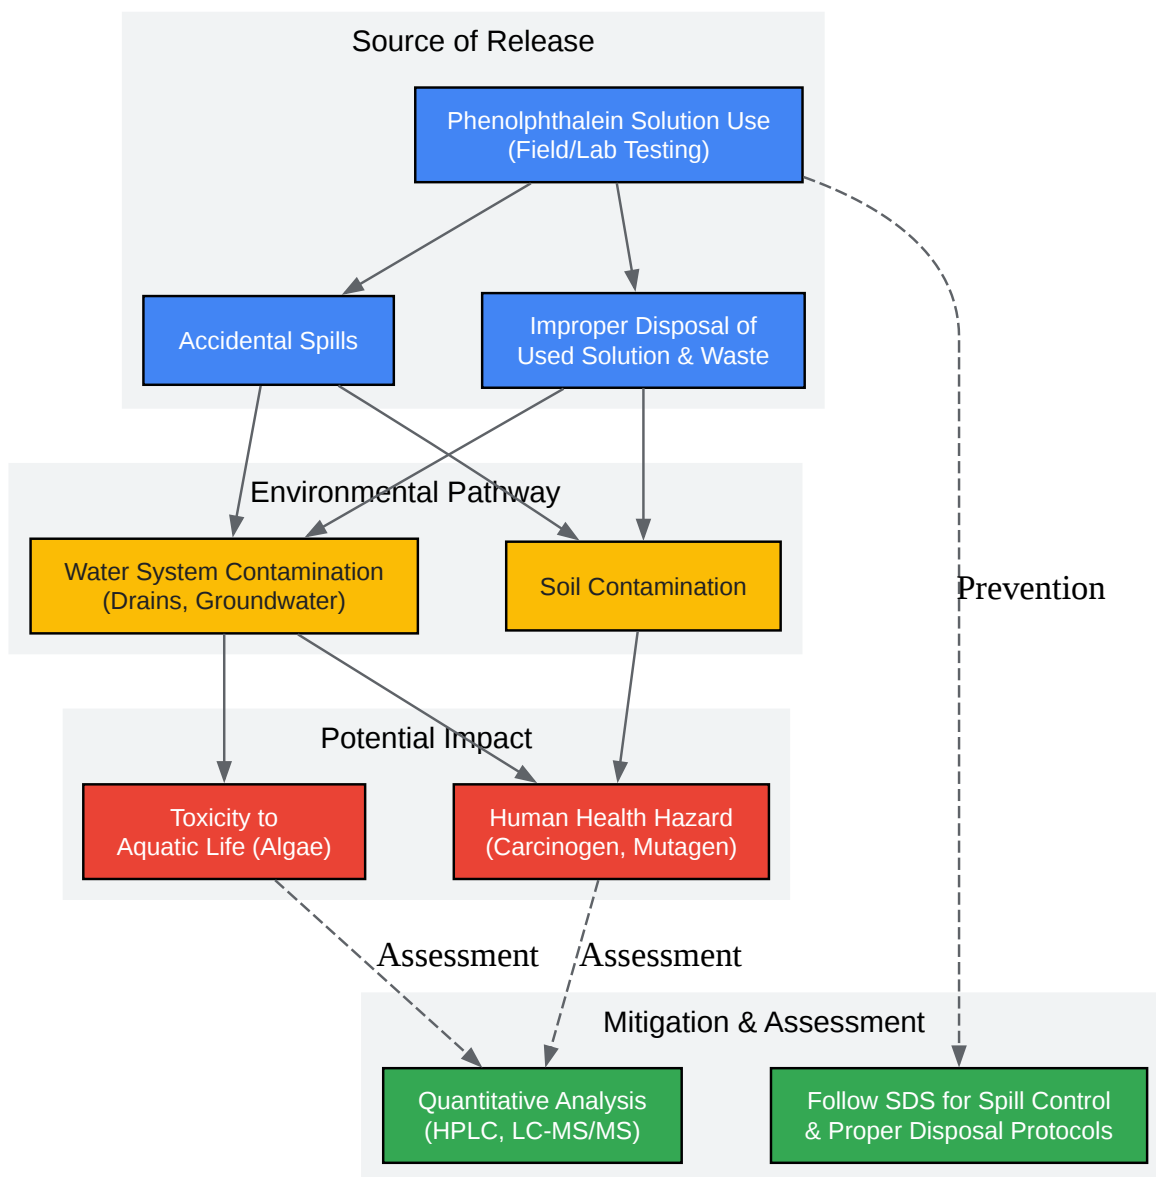 Source of Release
Phenolphthalein Solution Use
(Field/Lab Testing)
Accidental Spills
Improper Disposal of
Used Solution & Waste
Environmental Pathway
Water System Contamination
(Drains, Groundwater)
Soil Contamination
Prevention
Potential Impact
Toxicity to
Aquatic Life (Algae)
Human Health Hazard
(Carcinogen, Mutagen)
Assessment
Assessment
Mitigation & Assessment
Quantitative Analysis
(HPLC, LC-MS/MS)
Follow SDS for Spill Control
& Proper Disposal Protocols